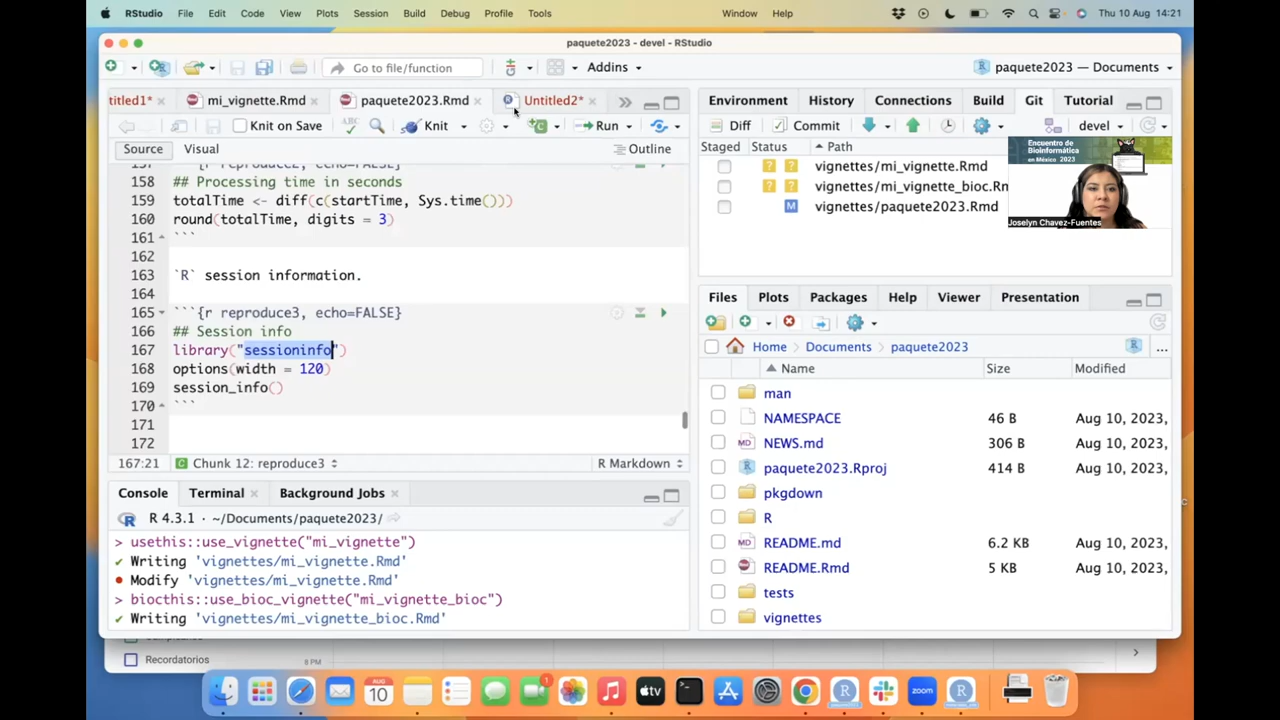 RStudio File Edit Code View Plots Session Build Debug Profile Tools Window Help Thu 10 Aug 14:21
paquete2023 - devel - RStudio
Go to file/function Addins paquete2023 — Documents
titled1* mi_vignette.Rmd paquete2023.Rmd Untitled2*
Knit on Save Knit Run
Source Visual Outline
158 ## Processing time in seconds
159 totalTime <- diff(c(startTime, Sys.time()))
160 round(totalTime, digits = 3)
161 ```
162
163 `R` session information.
164
165 ```{r reproduce3, echo=FALSE}
166 ## Session info
167 library("sessioninfo")
168 options(width = 120)
169 session_info()
170 ```
171
172
167:21 Chunk 12: reproduce3 R Markdown
Console Terminal Background Jobs
R 4.3.1 · ~/Documents/paquete2023/
> usethis::use_vignette("mi_vignette")
✔ Writing 'vignettes/mi_vignette.Rmd'
● Modify 'vignettes/mi_vignette.Rmd'
> biocthis::use_bioc_vignette("mi_vignette_bioc")
✔ Writing 'vignettes/mi_vignette_bioc.Rmd'
Environment History Connections Build Git Tutorial
Diff Commit devel
Staged Status Path
vignettes/mi_vignette.Rmd
vignettes/mi_vignette_bioc.Rm
vignettes/paquete2023.Rmd
Encuentro de
Bioinformática
en México 2023
Joselyn Chavez-Fuentes
Files Plots Packages Help Viewer Presentation
Home Documents paquete2023 ...
Name Size Modified
man
NAMESPACE 46 B Aug 10, 2023,
NEWS.md 306 B Aug 10, 2023,
paquete2023.Rproj 414 B Aug 10, 2023,
pkgdown
R
README.md 6.2 KB Aug 10, 2023,
README.Rmd 5 KB Aug 10, 2023,
tests
vignettes
Recordatorios 8 PM
AUG
10
1
tv
zoom